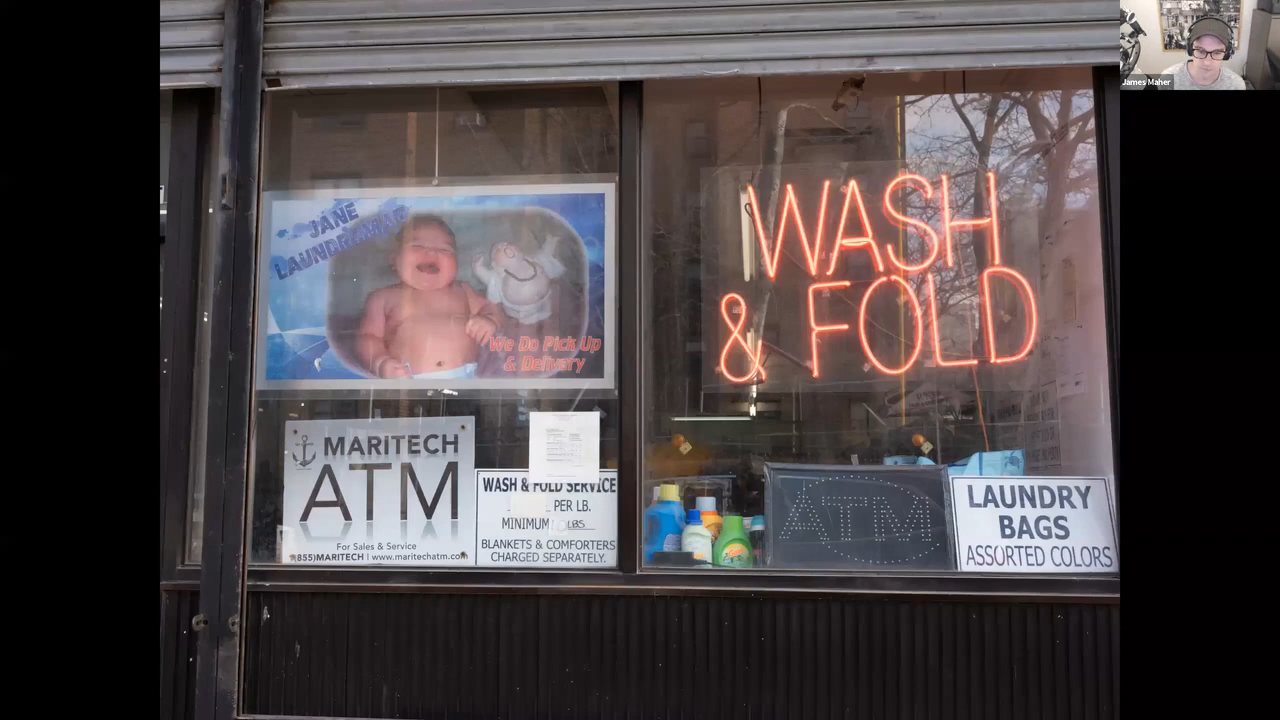 James Maher
JANE
LAUNDROMAT
We Do Pick Up
& Delivery
WASH
& FOLD
MARITECH
ATM
For Sales & Service
(855)MARITECH | www.maritechatm.com
WASH & FOLD SERVICE
PER LB.
MINIMUM LBS
BLANKETS & COMFORTERS
CHARGED SEPARATELY.
ATM
LAUNDRY
BAGS
ASSORTED COLORS